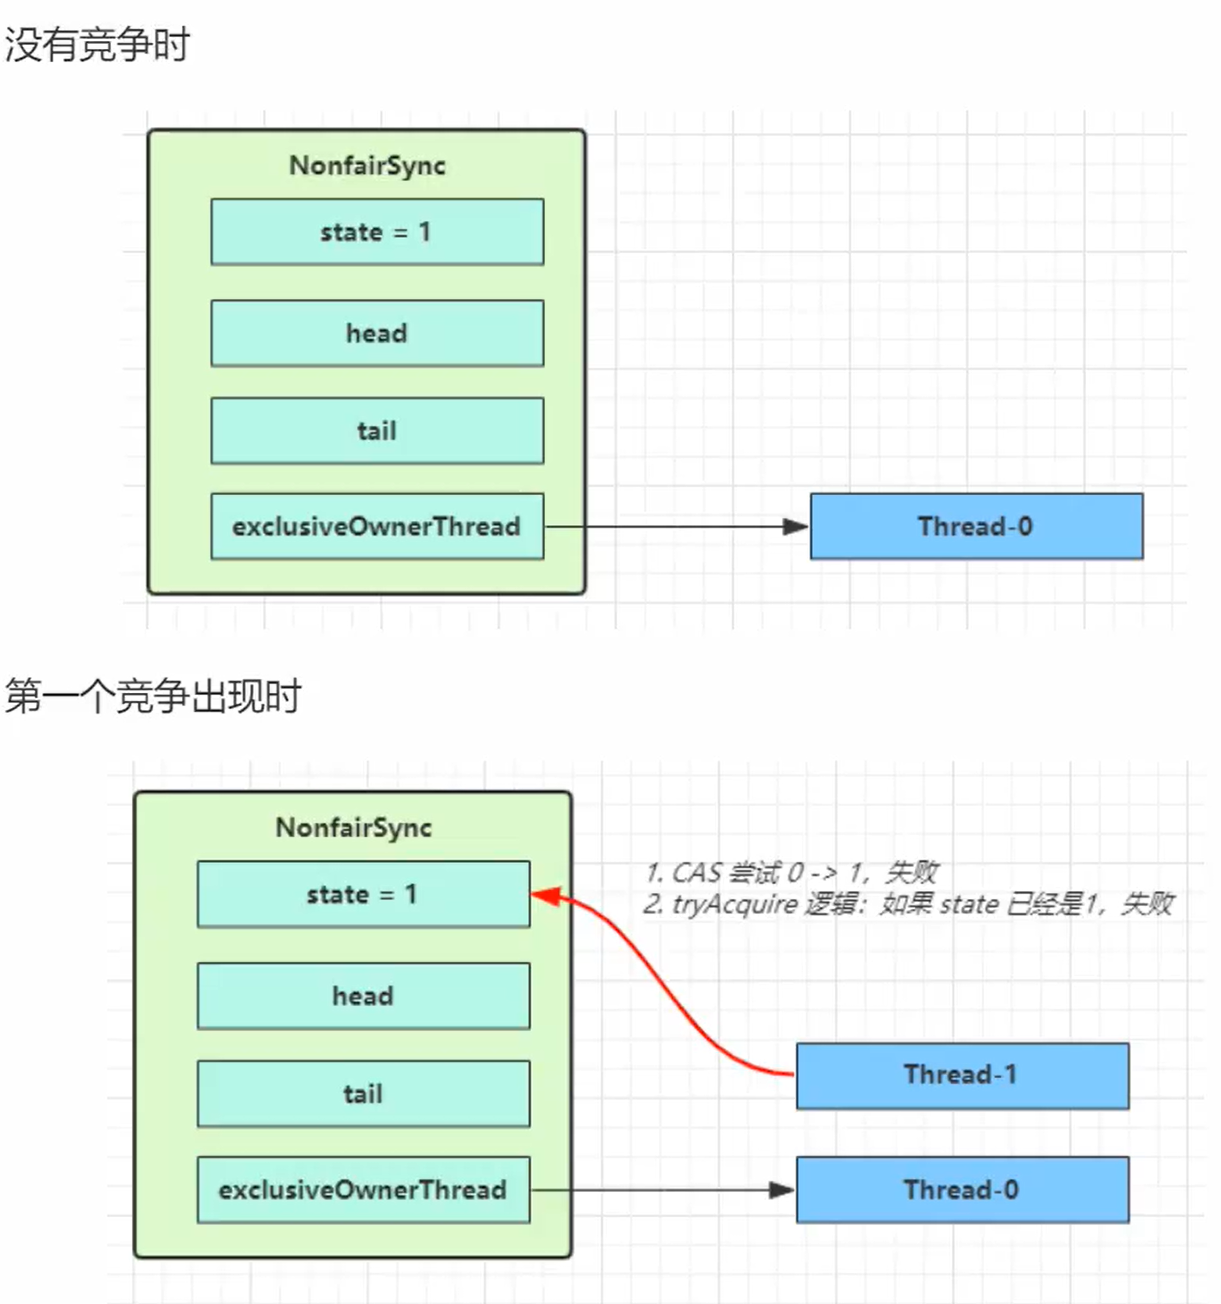 没有竞争时
NonfairSync
state = 1
head
tail
exclusiveOwnerThread
Thread-0
第一个竞争出现时
NonfairSync
state = 1
1. CAS 尝试 0 -> 1，失败
2. tryAcquire 逻辑：如果 state 已经是1，失败
head
Thread-1
tail
exclusiveOwnerThread
Thread-0